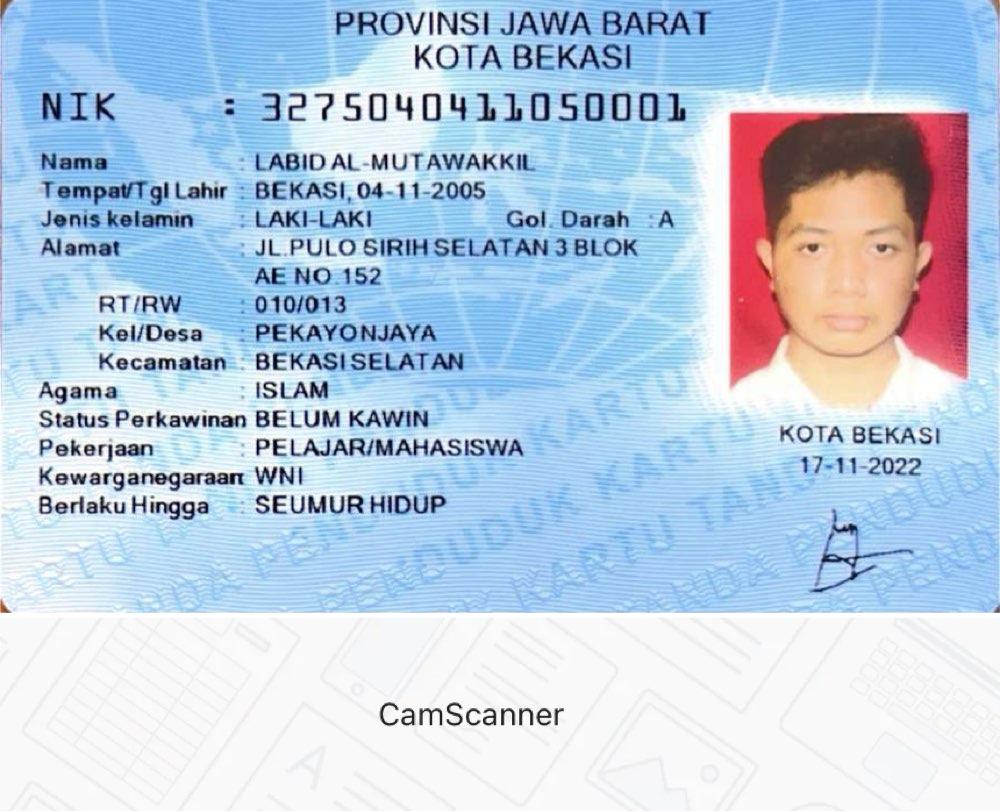 PROVINSI JAWA BARAT
KOTA BEKASI
NIK : 3275040411050001
Nama : LABID AL-MUTAWAKKIL
Tempat/Tgl Lahir : BEKASI, 04-11-2005
Jenis kelamin : LAKI-LAKI Gol. Darah : A
Alamat : JL.PULO SIRIH SELATAN 3 BLOK
AE NO 152
RT/RW : 010/013
Kel/Desa : PEKAYONJAYA
Kecamatan : BEKASI SELATAN
Agama : ISLAM
Status Perkawinan BELUM KAWIN
Pekerjaan : PELAJAR/MAHASISWA
Kewarganegaraan WNI
Berlaku Hingga : SEUMUR HIDUP
KOTA BEKASI
17-11-2022
CamScanner